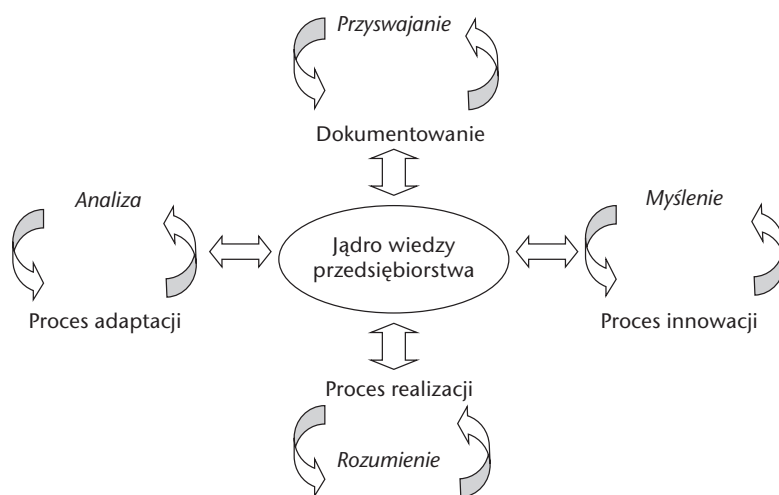 Przyswajanie
Dokumentowanie
Analiza
Proces adaptacji
Jądro wiedzy
przedsiębiorstwa
Myślenie
Proces innowacji
Proces realizacji
Rozumienie